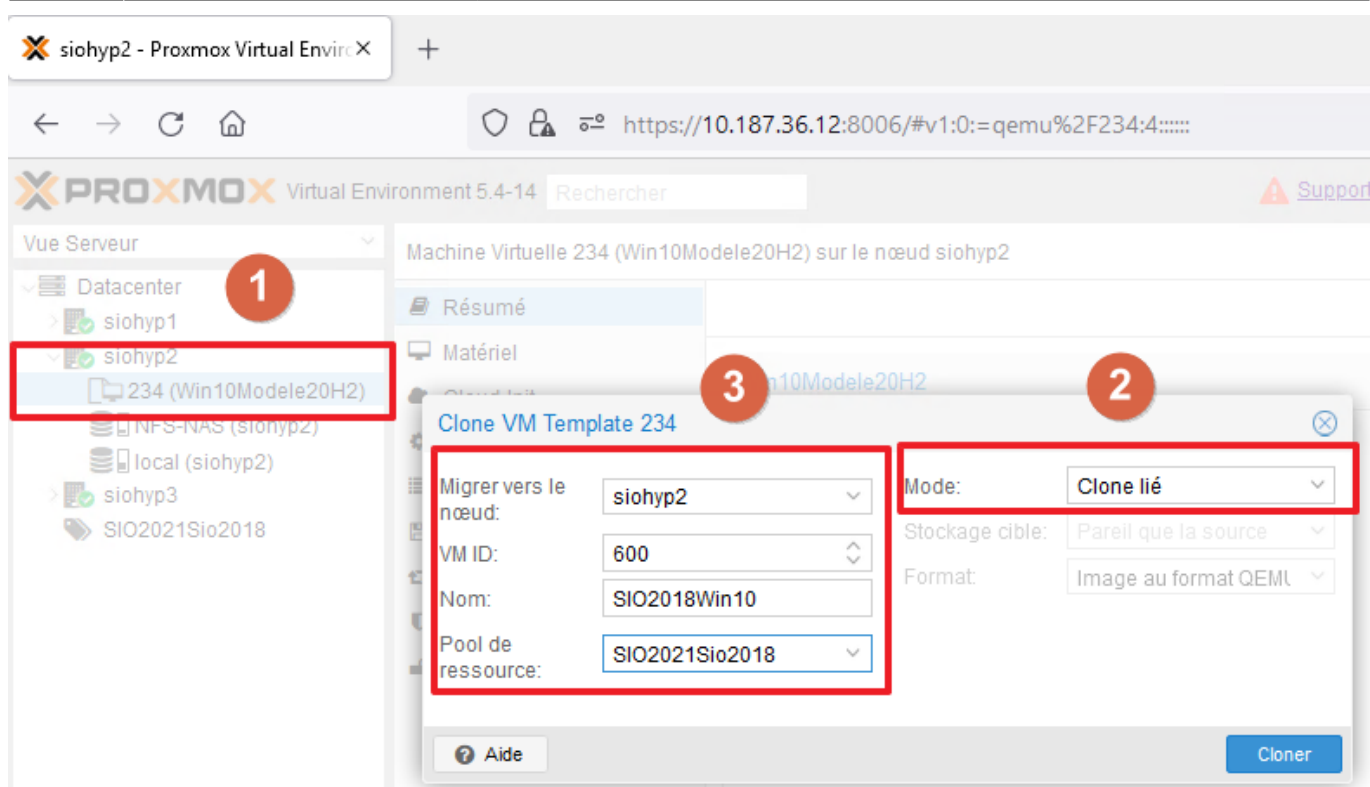 siohyp2 - Proxmox Virtual Enviro
https://10.187.36.12:8006/#v1:0:=qemu%2F234:4::::::
PROXMOX Virtual Environment 5.4-14 Rechercher Support
Vue Serveur
Machine Virtuelle 234 (Win10Modele20H2) sur le nœud siohyp2
Datacenter
1
siohyp1
siohyp2
234 (Win10Modele20H2)
NFS-NAS (siohyp2)
local (siohyp2)
siohyp3
SIO2021Sio2018
Résumé
Matériel
Cloud-Init
3
n10Modele20H2
2
Clone VM Template 234
Migrer vers le
nœud:
siohyp2
VM ID: 600
Nom: SIO2018Win10
Pool de
ressource:
SIO2021Sio2018
Mode: Clone lié
Stockage cible: Pareil que la source
Format: Image au format QEMU
Aide
Cloner